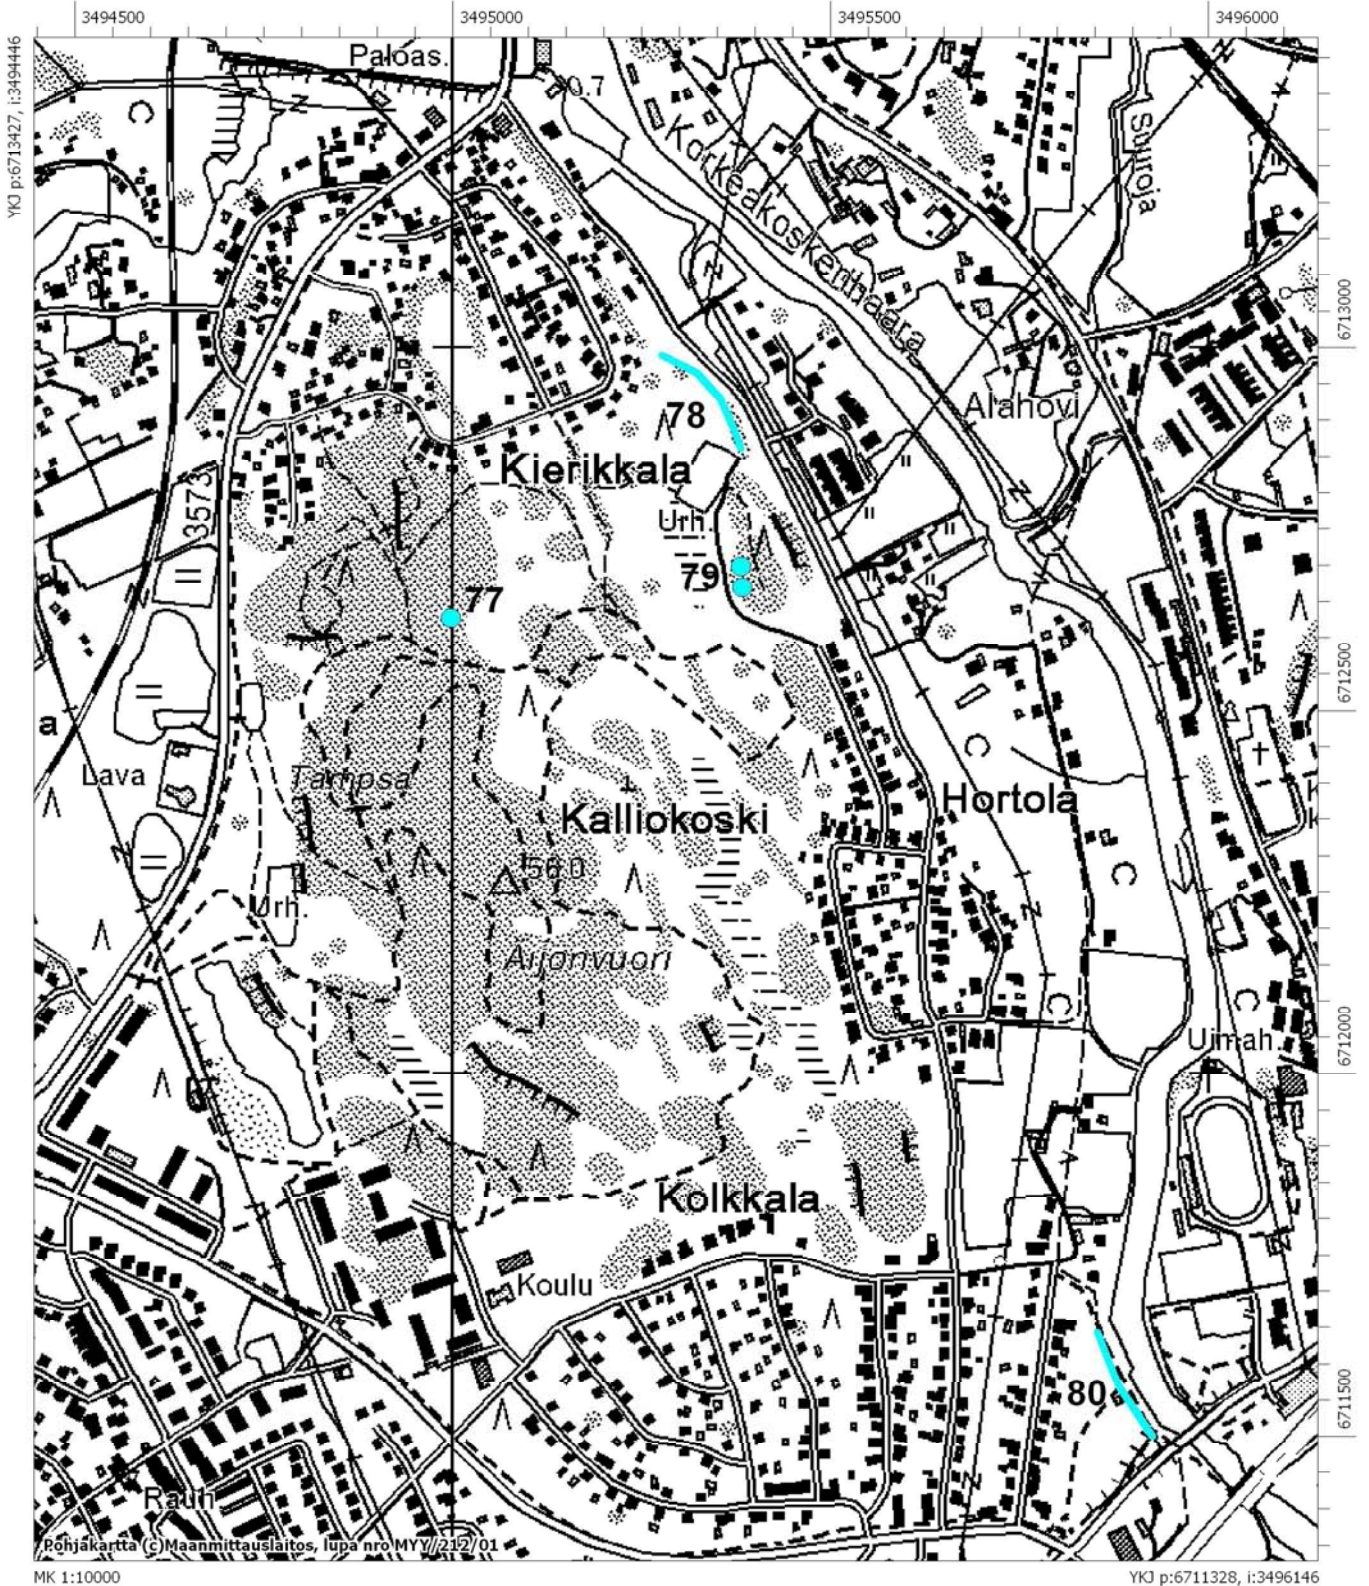 3494500
3495000
3495500
3496000
YKJ p:6713427, i:3494446
Paloas.
0.7
Korkeakoskenhaara
Suuroja
6713000
Alahovi
78
Kierikkala
3573
Urh.
79
77
6712500
a
Lava
Tampsa
Kalliokoski
Hortola
56.0
Urh.
Arjonvuori
6712000
Uimah.
Kolkkala
Koulu
80
6711500
Rauh
Pohjakartta (c)Maanmittauslaitos, lupa nro MYY/212/01
MK 1:10000
YKJ p:6711328, i:3496146